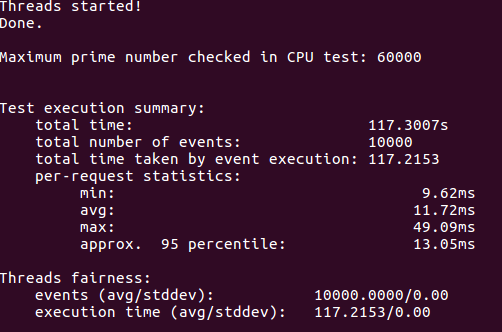 Threads started!
Done.
Maximum prime number checked in CPU test: 60000
Test execution summary:
total time: 117.3007s
total number of events: 10000
total time taken by event execution: 117.2153
per-request statistics:
min: 9.62ms
avg: 11.72ms
max: 49.09ms
approx. 95 percentile: 13.05ms
Threads fairness:
events (avg/stddev): 10000.0000/0.00
execution time (avg/stddev): 117.2153/0.00